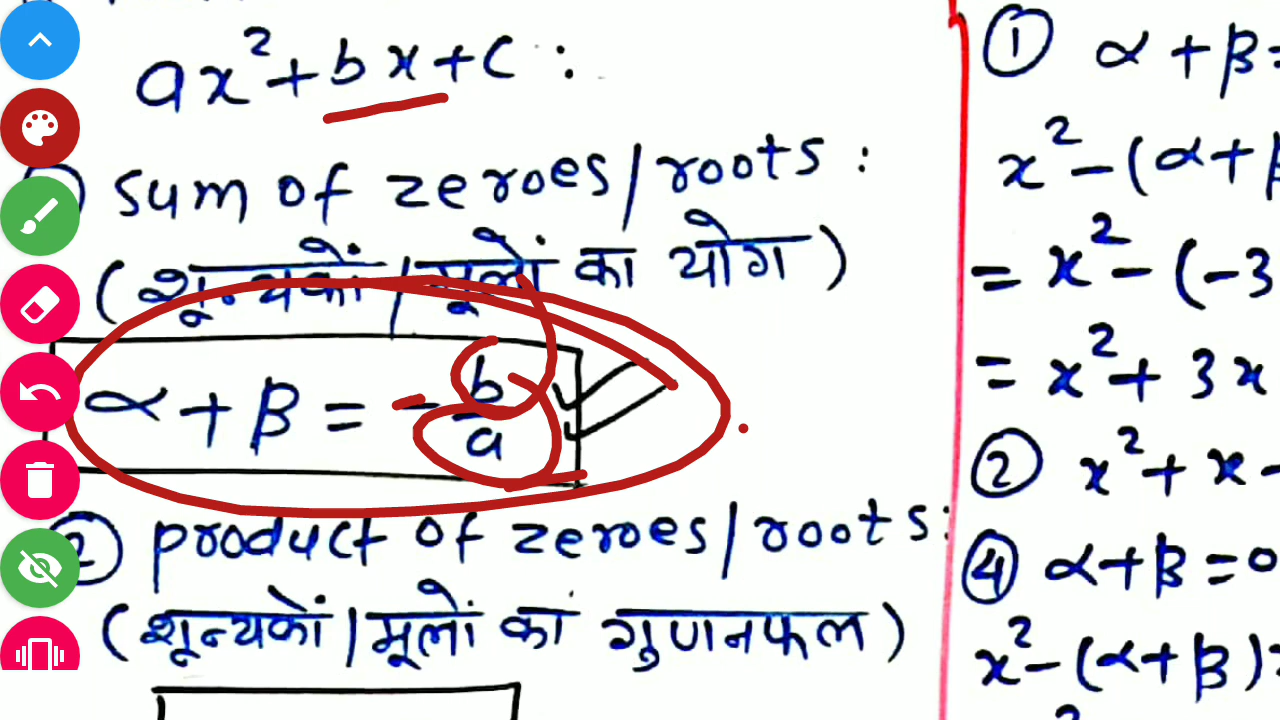 ax² + bx + c :
sum of zeroes/roots :
(शून्यकों/मूलों का योग)
α + β = - b/a
② product of zeroes/roots :
(शून्यकों/मूलों का गुणनफल)
① α + β =
x² - (α + β
= x² - (-3
= x² + 3x
② x² + x -
④ α + β = 0
x² - (α + β) =